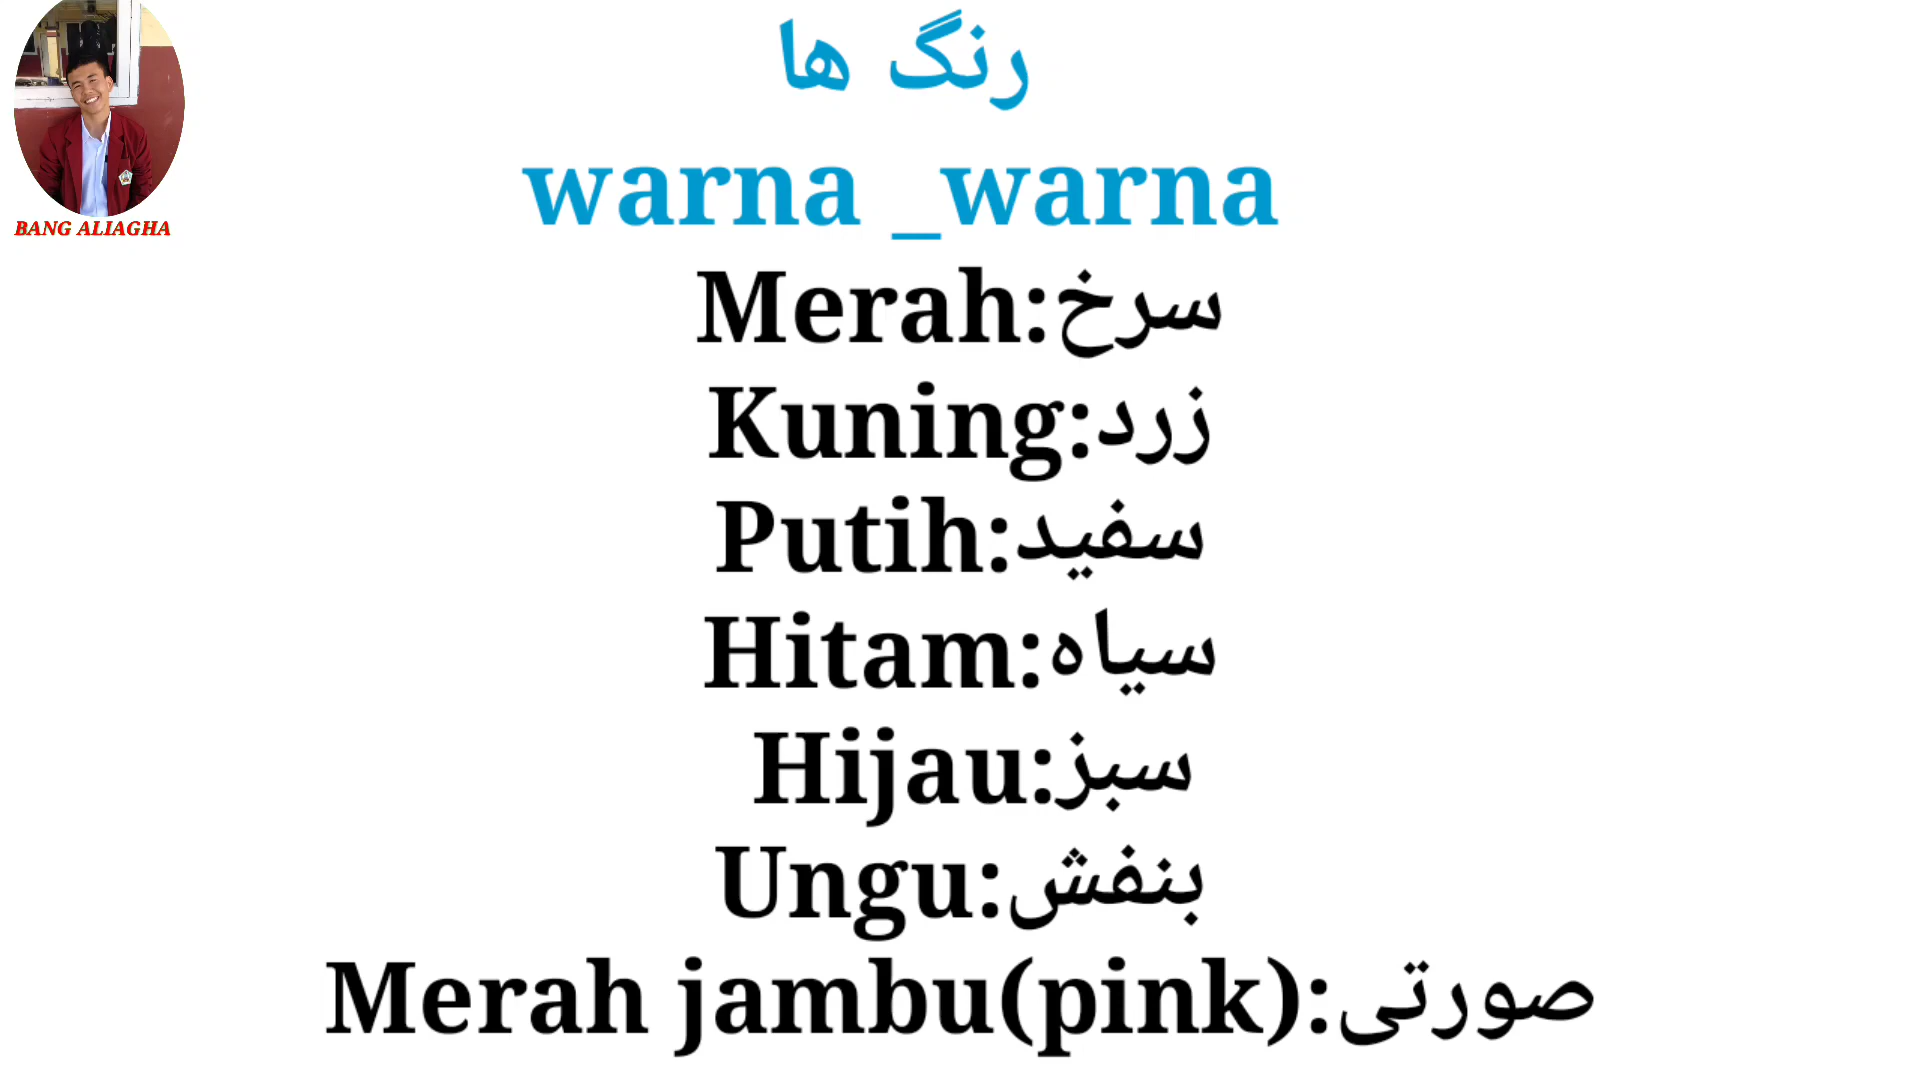 رنگ ها
warna _warna
BANG ALIAGHA
Merah:سرخ
Kuning:زرد
Putih:سفید
Hitam:سیاه
Hijau:سبز
Ungu:بنفش
Merah jambu(pink):صورتی